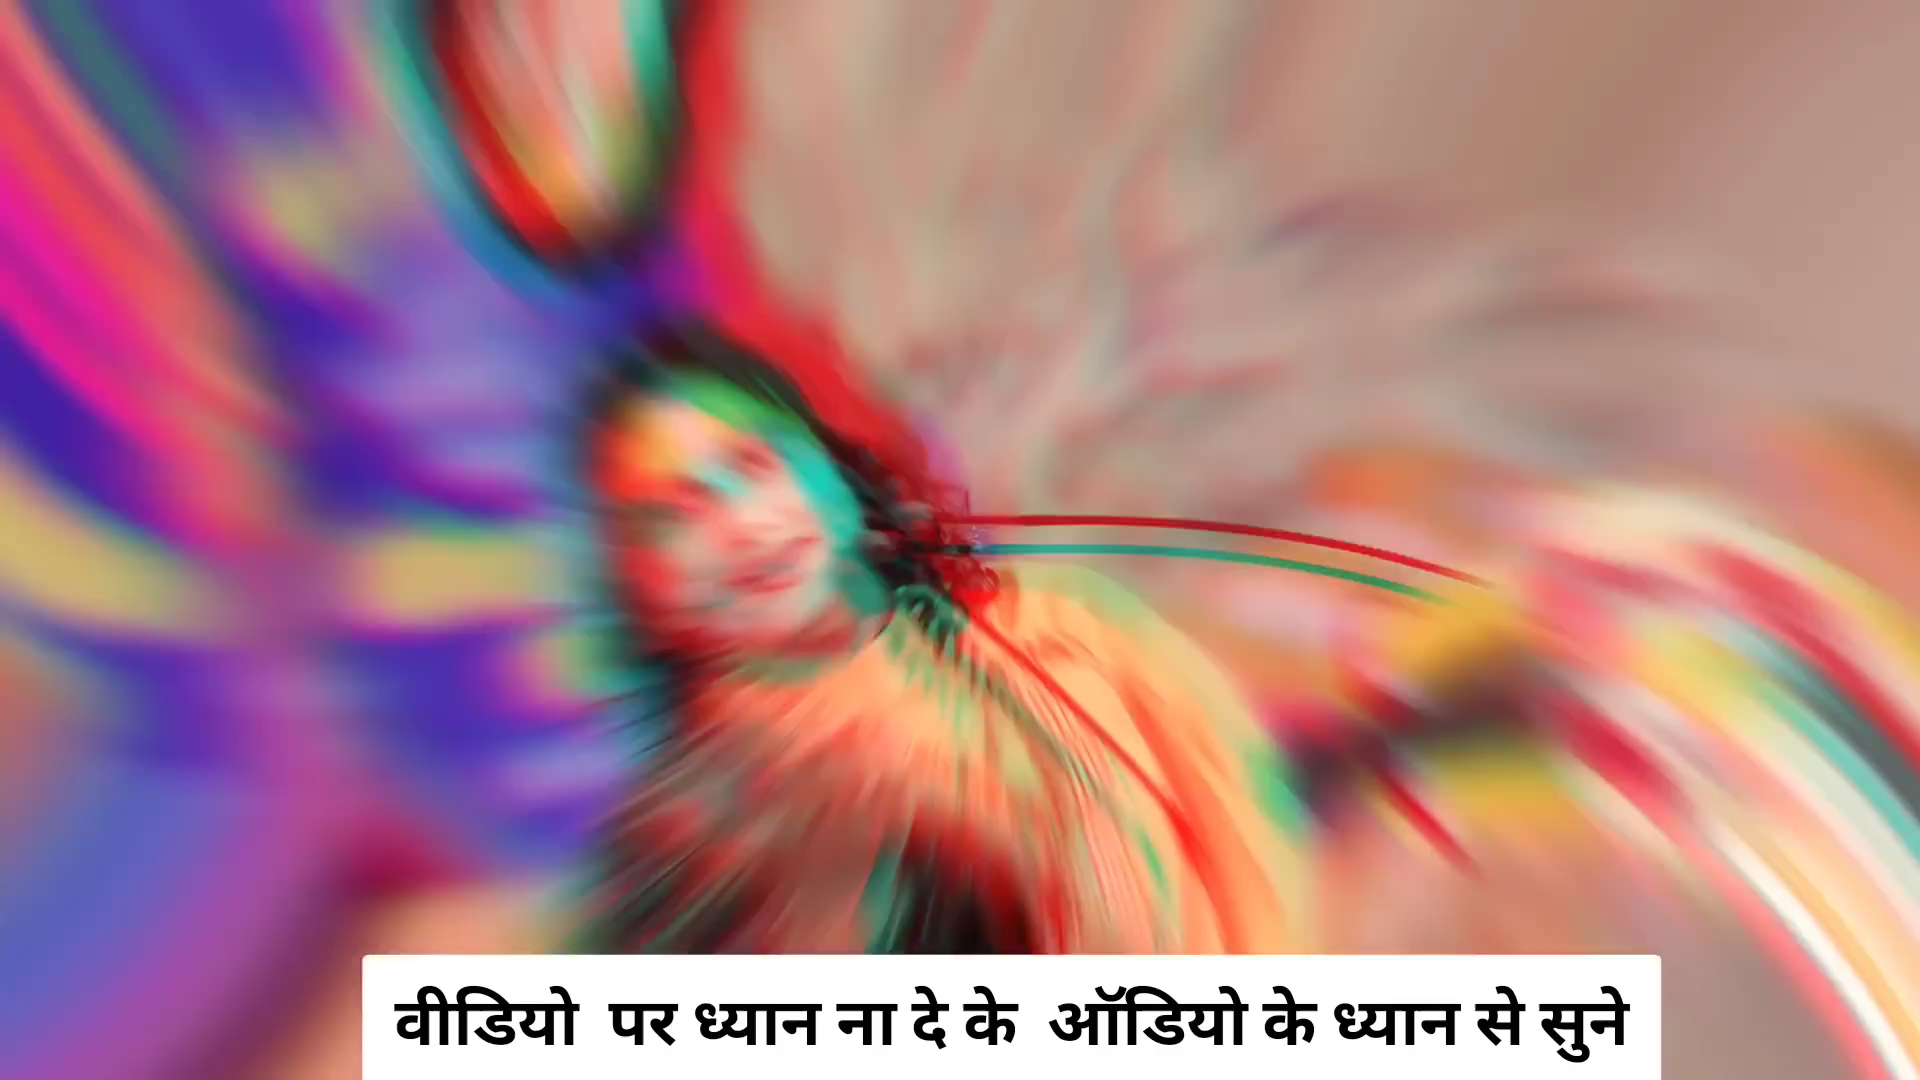 वीडियो पर ध्यान ना दे के ऑडियो के ध्यान से सुने